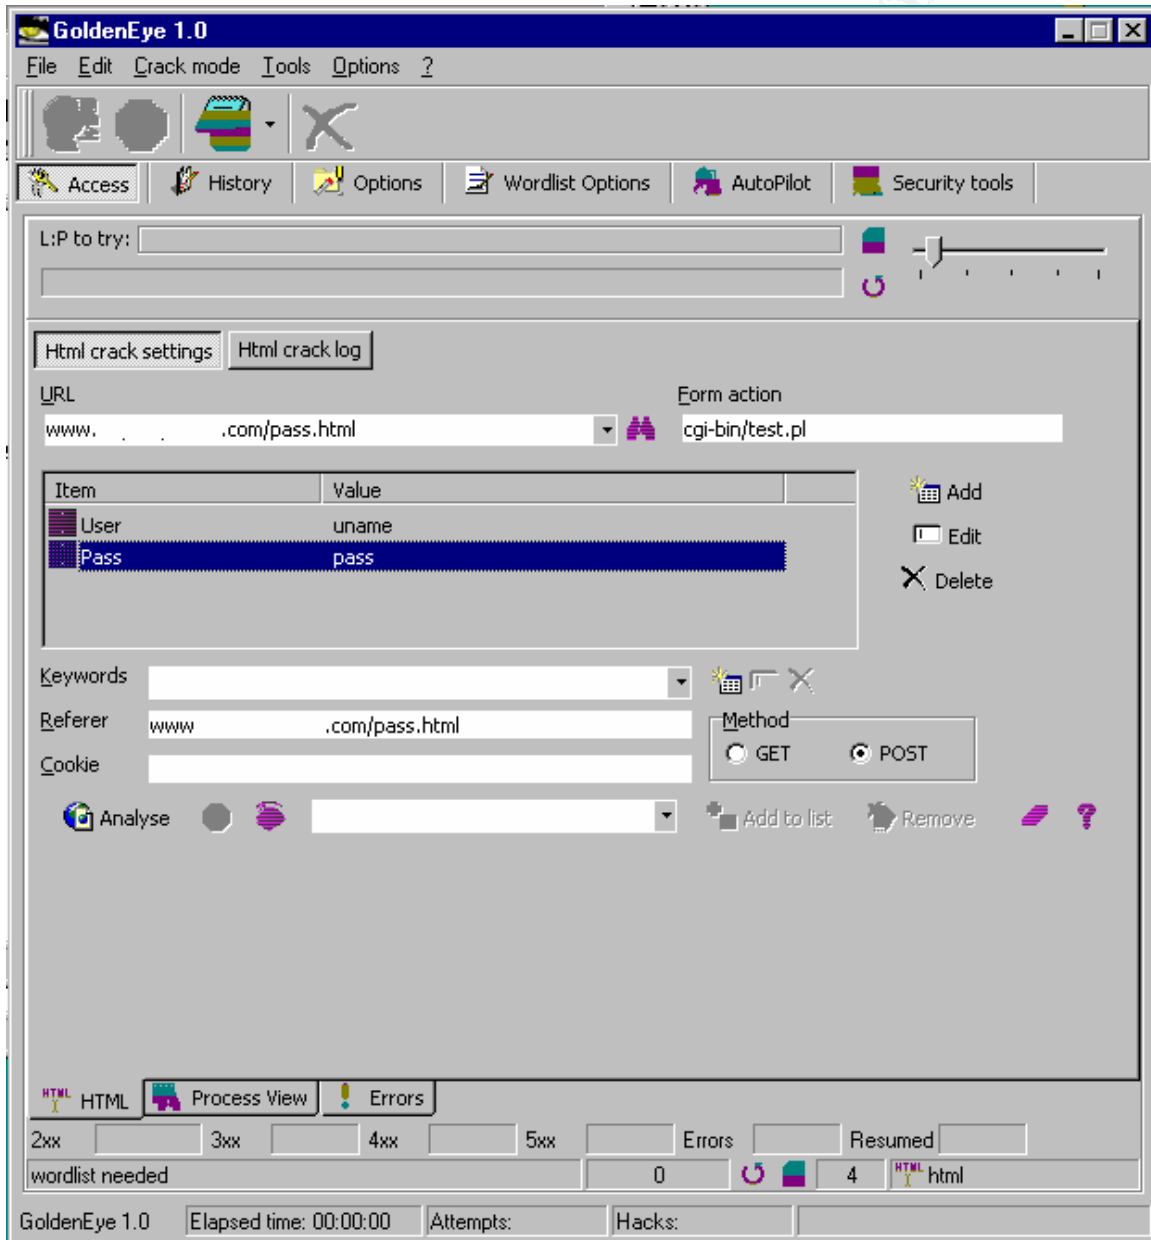 GoldenEye 1.0
File Edit Crack mode Tools Options ?
Access History Options Wordlist Options AutoPilot Security tools
L:P to try:
Html crack settings Html crack log
URL Form action
www. .com/pass.html cgi-bin/test.pl
Item Value
Add
User uname
Edit
Pass pass
Delete
Keywords
Referer www .com/pass.html Method
GET POST
Cookie
Analyse Add to list Remove ?
HTML HTML Process View Errors
2xx 3xx 4xx 5xx Errors Resumed
wordlist needed 0 4 HTML html
GoldenEye 1.0 Elapsed time: 00:00:00 Attempts: Hacks: